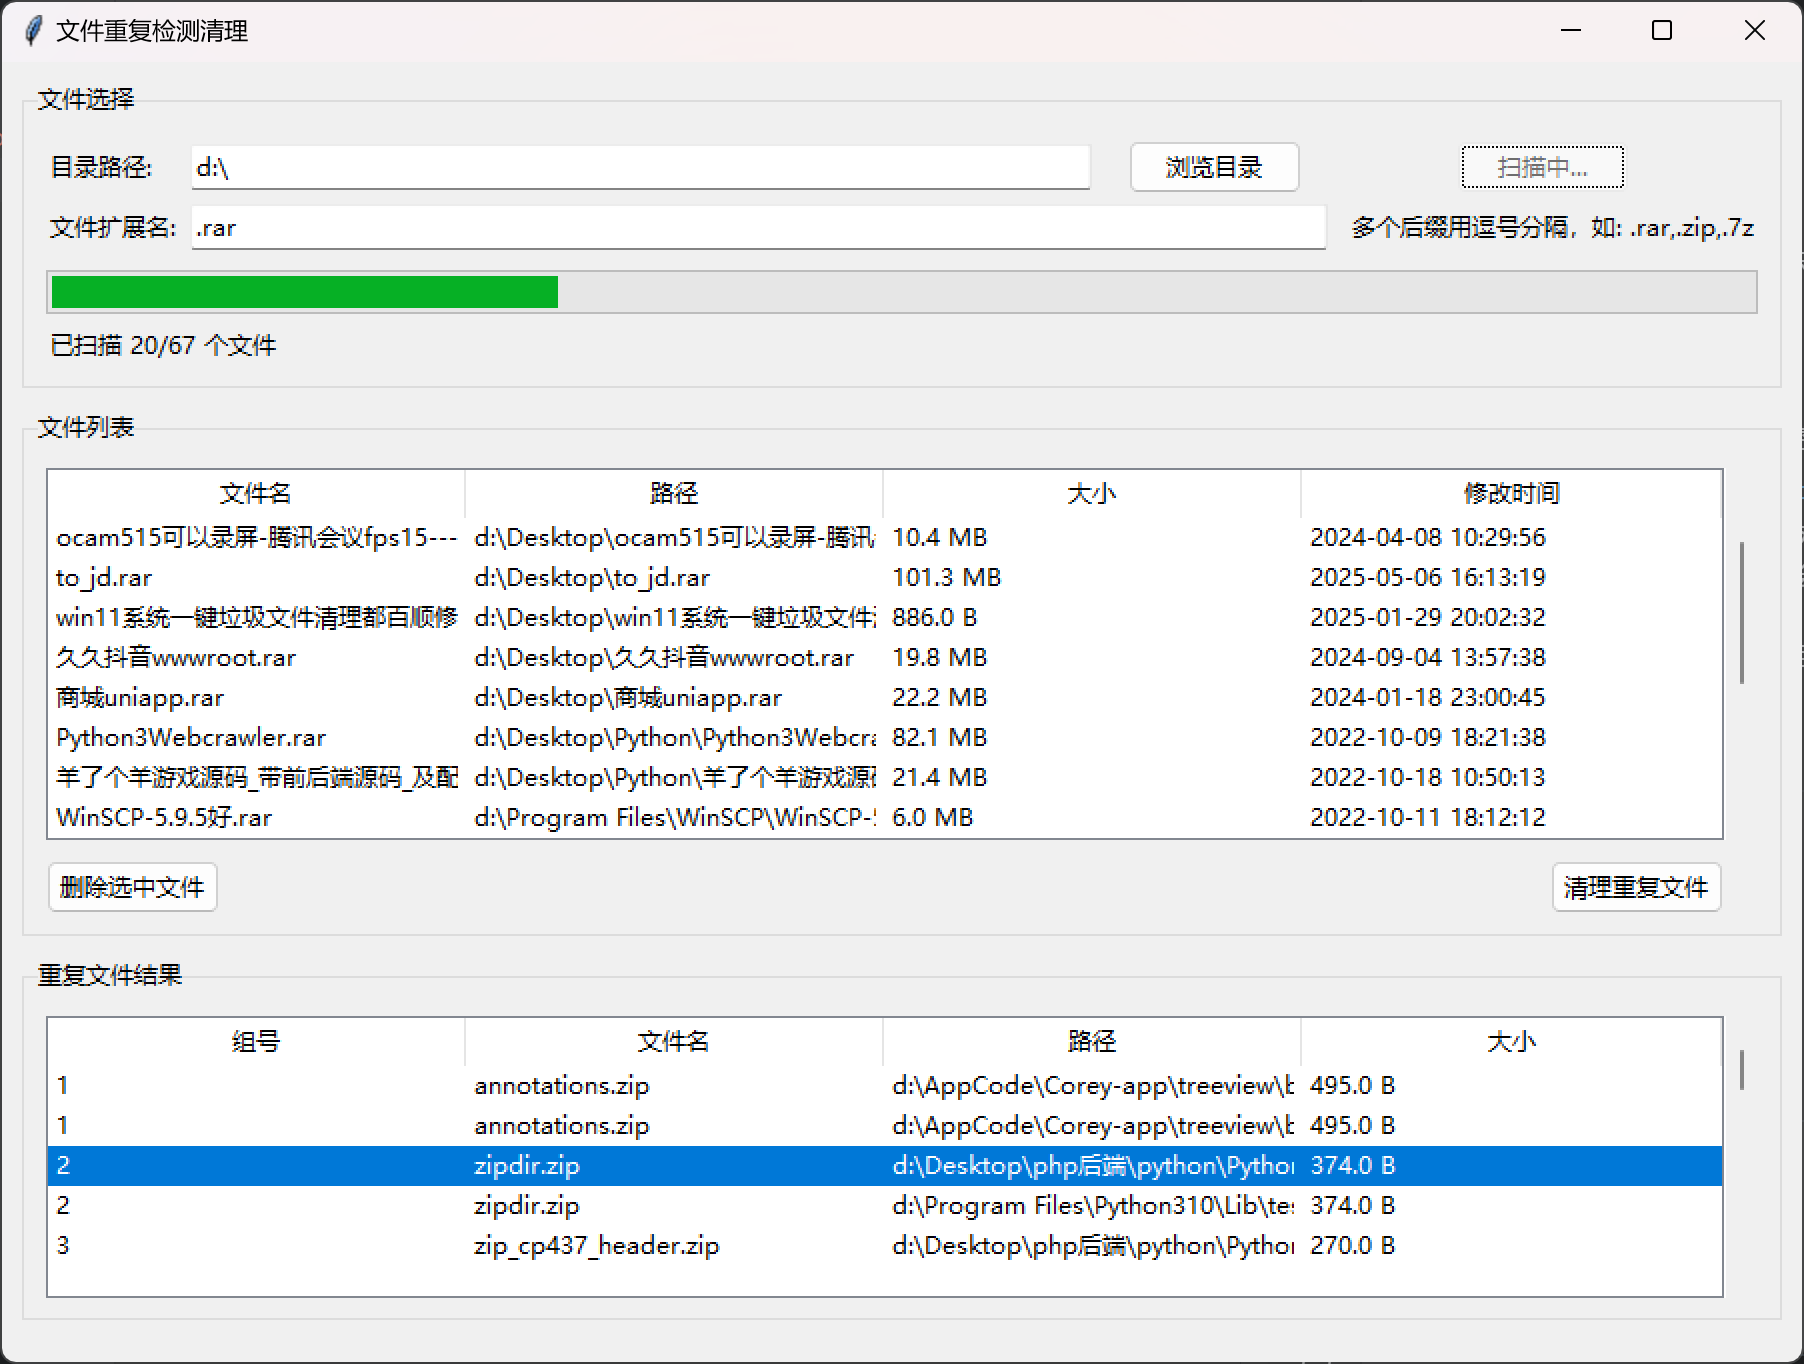 文件重复检测清理
文件选择
目录路径: d:\ 浏览目录 扫描中...
文件扩展名: .rar 多个后缀用逗号分隔，如: .rar,.zip,.7z
已扫描 20/67 个文件
文件列表
文件名 路径 大小 修改时间
ocam515可以录屏-腾讯会议fps15--- d:\Desktop\ocam515可以录屏-腾讯 10.4 MB 2024-04-08 10:29:56
to_jd.rar d:\Desktop\to_jd.rar 101.3 MB 2025-05-06 16:13:19
win11系统一键垃圾文件清理都百顺修 d:\Desktop\win11系统一键垃圾文件 886.0 B 2025-01-29 20:02:32
久久抖音wwwroot.rar d:\Desktop\久久抖音wwwroot.rar 19.8 MB 2024-09-04 13:57:38
商城uniapp.rar d:\Desktop\商城uniapp.rar 22.2 MB 2024-01-18 23:00:45
Python3Webcrawler.rar d:\Desktop\Python\Python3Webcra 82.1 MB 2022-10-09 18:21:38
羊了个羊游戏源码_带前后端源码_及配 d:\Desktop\Python\羊了个羊游戏源码 21.4 MB 2022-10-18 10:50:13
WinSCP-5.9.5好.rar d:\Program Files\WinSCP\WinSCP-5 6.0 MB 2022-10-11 18:12:12
删除选中文件 清理重复文件
重复文件结果
组号 文件名 路径 大小
1 annotations.zip d:\AppCode\Corey-app\treeview\b 495.0 B
1 annotations.zip d:\AppCode\Corey-app\treeview\b 495.0 B
2 zipdir.zip d:\Desktop\php后端\python\Pytho 374.0 B
2 zipdir.zip d:\Program Files\Python310\Lib\te 374.0 B
3 zip_cp437_header.zip d:\Desktop\php后端\python\Pytho 270.0 B